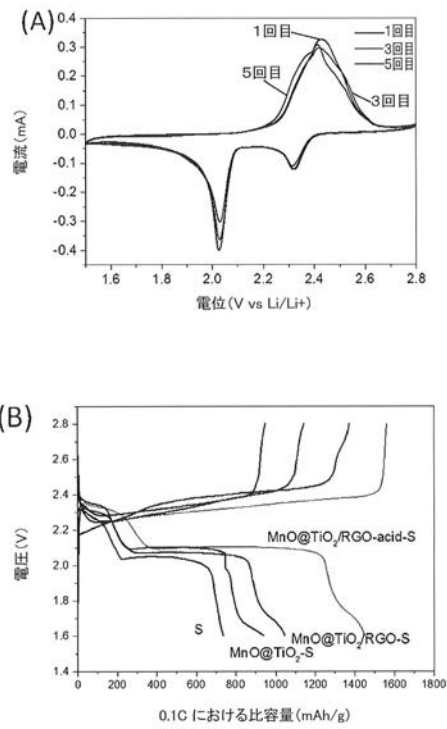 (A)
1回目
1回目
3回目
5回目
5回目
3回目
0.4
0.3
0.2
0.1
0.0
-0.1
-0.2
-0.3
-0.4
電流(mA)
1.6 1.8 2.0 2.2 2.4 2.6 2.8
電位(V vs Li/Li+)
(B)
2.8
2.6
2.4
2.2
2.0
1.8
1.6
1.4
電圧(V)
MnO@TiO₂/RGO-acid-S
S
MnO@TiO₂/RGO-S
MnO@TiO₂-S
0 200 400 600 800 1000 1200 1400 1600 1800
0.1C における比容量(mAh/g)